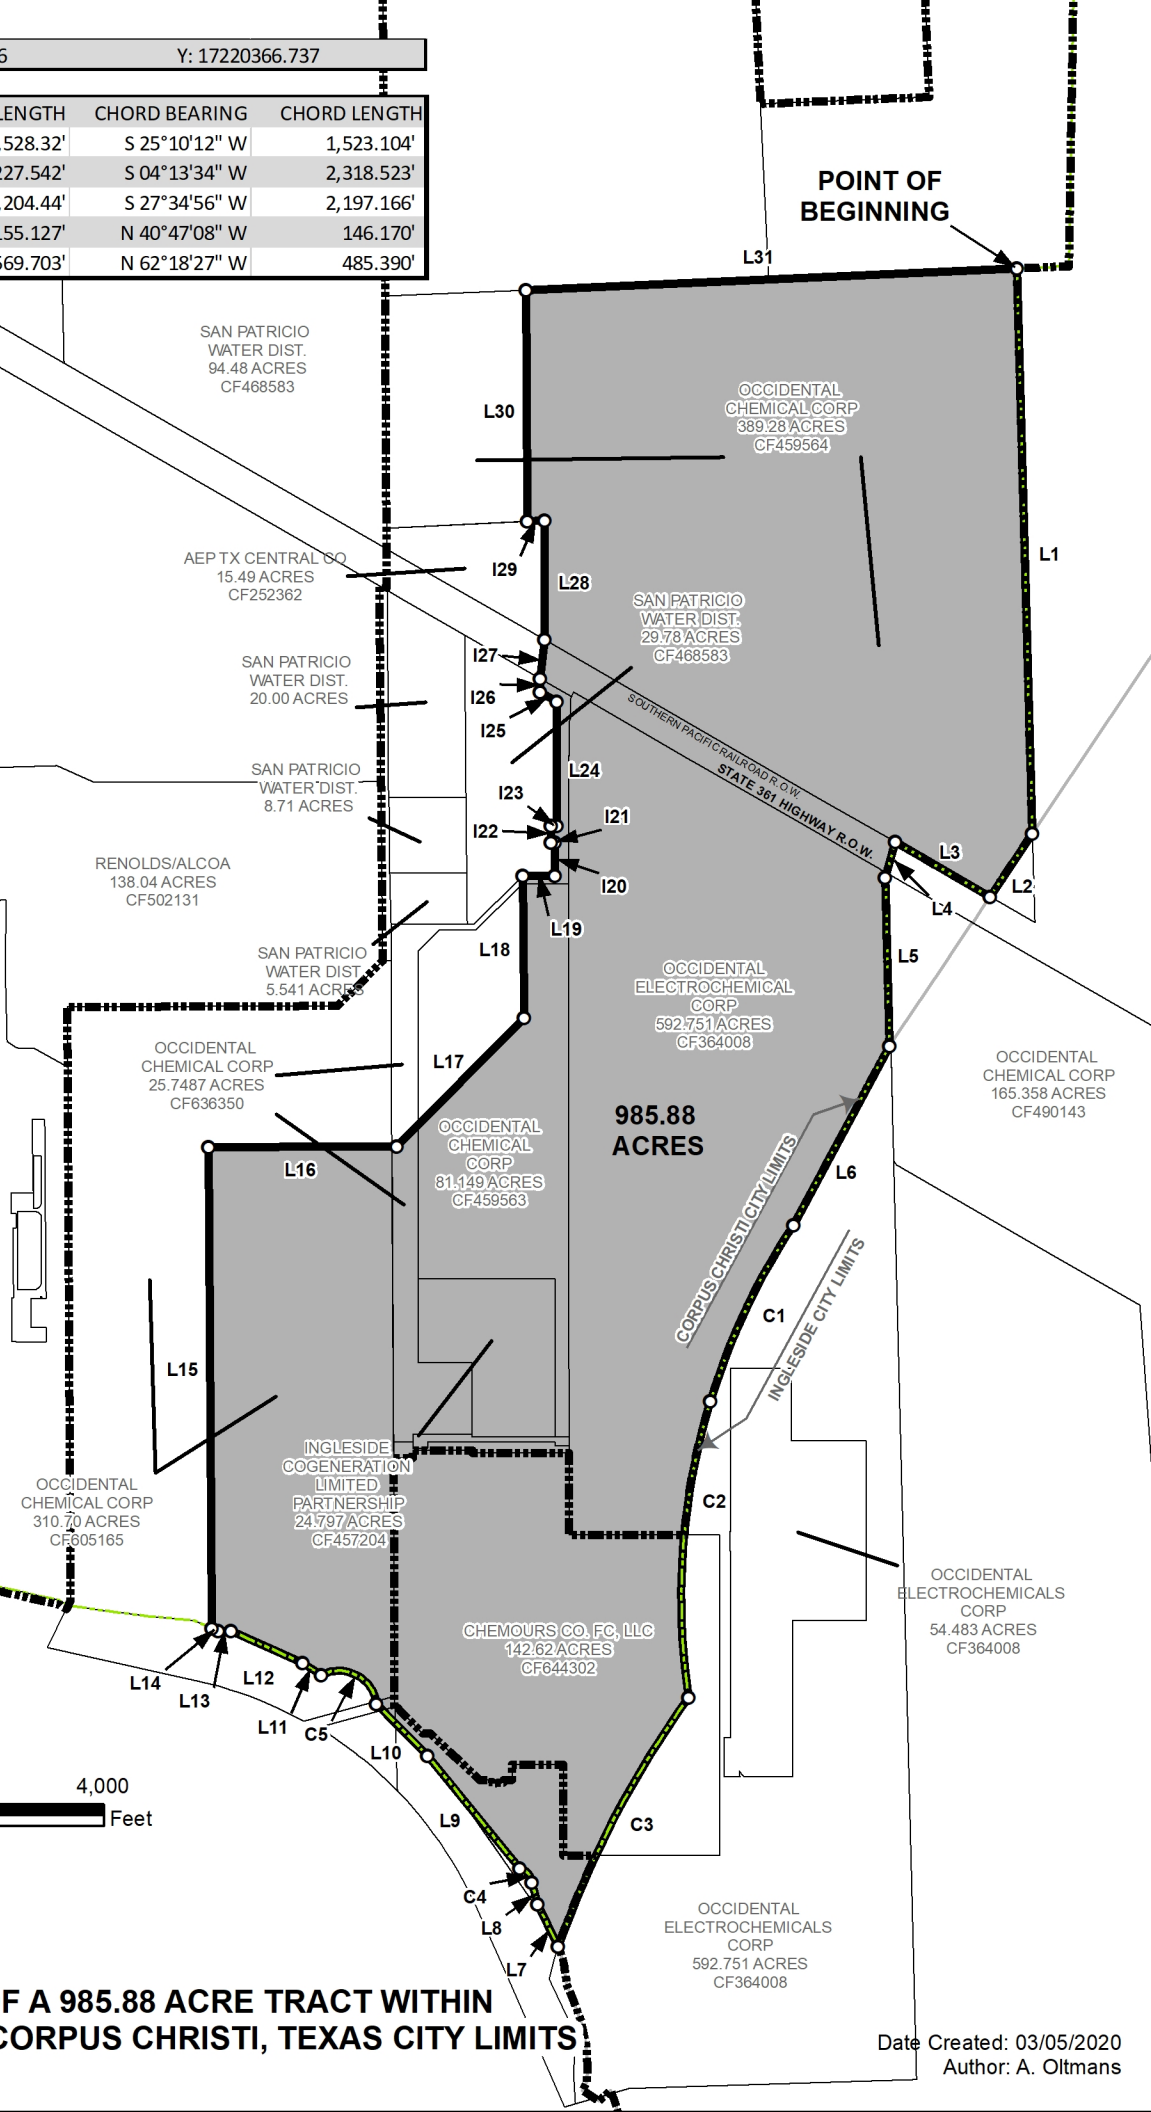 6 Y: 17220366.737
LENGTH CHORD BEARING CHORD LENGTH
,528.32' S 25°10'12" W 1,523.104'
27.542' S 04°13'34" W 2,318.523'
,204.44' S 27°34'56" W 2,197.166'
55.127' N 40°47'08" W 146.170'
569.703' N 62°18'27" W 485.390'
POINT OF
BEGINNING
L31
SAN PATRICIO
WATER DIST.
94.48 ACRES
CF468583
L30
OCCIDENTAL
CHEMICAL CORP
389.28 ACRES
CF459564
L1
AEP TX CENTRAL CO
15.49 ACRES
CF252362
l29
L28
SAN PATRICIO
WATER DIST.
29.78 ACRES
CF468583
SAN PATRICIO
WATER DIST.
20.00 ACRES
l27
l26
l25
SOUTHERN PACIFIC RAILROAD R.O.W.
STATE 361 HIGHWAY R.O.W.
L24
SAN PATRICIO
WATER DIST.
8.71 ACRES
l23
l22
l21
l20
L3
L2
L4
RENOLDS/ALCOA
138.04 ACRES
CF502131
L19
L18
L5
SAN PATRICIO
WATER DIST.
5.541 ACRES
OCCIDENTAL
ELECTROCHEMICAL
CORP
592.751 ACRES
CF364008
OCCIDENTAL
CHEMICAL CORP
25.7487 ACRES
CF636350
L17
OCCIDENTAL
CHEMICAL CORP
165.358 ACRES
CF490143
985.88
ACRES
OCCIDENTAL
CHEMICAL
CORP
81.149 ACRES
CF459563
L16
L6
CORPUS CHRISTI CITY LIMITS
INGLESIDE CITY LIMITS
C1
L15
INGLESIDE
COGENERATION
LIMITED
PARTNERSHIP
24.797 ACRES
CF457204
OCCIDENTAL
CHEMICAL CORP
310.70 ACRES
CF605165
C2
OCCIDENTAL
ELECTROCHEMICALS
CORP
54.483 ACRES
CF364008
CHEMOURS CO. FC, LLC
142.62 ACRES
CF644302
L14
L13
L12
L11
C5
L10
4,000
Feet
L9
C3
C4
L8
L7
OCCIDENTAL
ELECTROCHEMICALS
CORP
592.751 ACRES
CF364008
F A 985.88 ACRE TRACT WITHIN
CORPUS CHRISTI, TEXAS CITY LIMITS
Date Created: 03/05/2020
Author: A. Oltmans